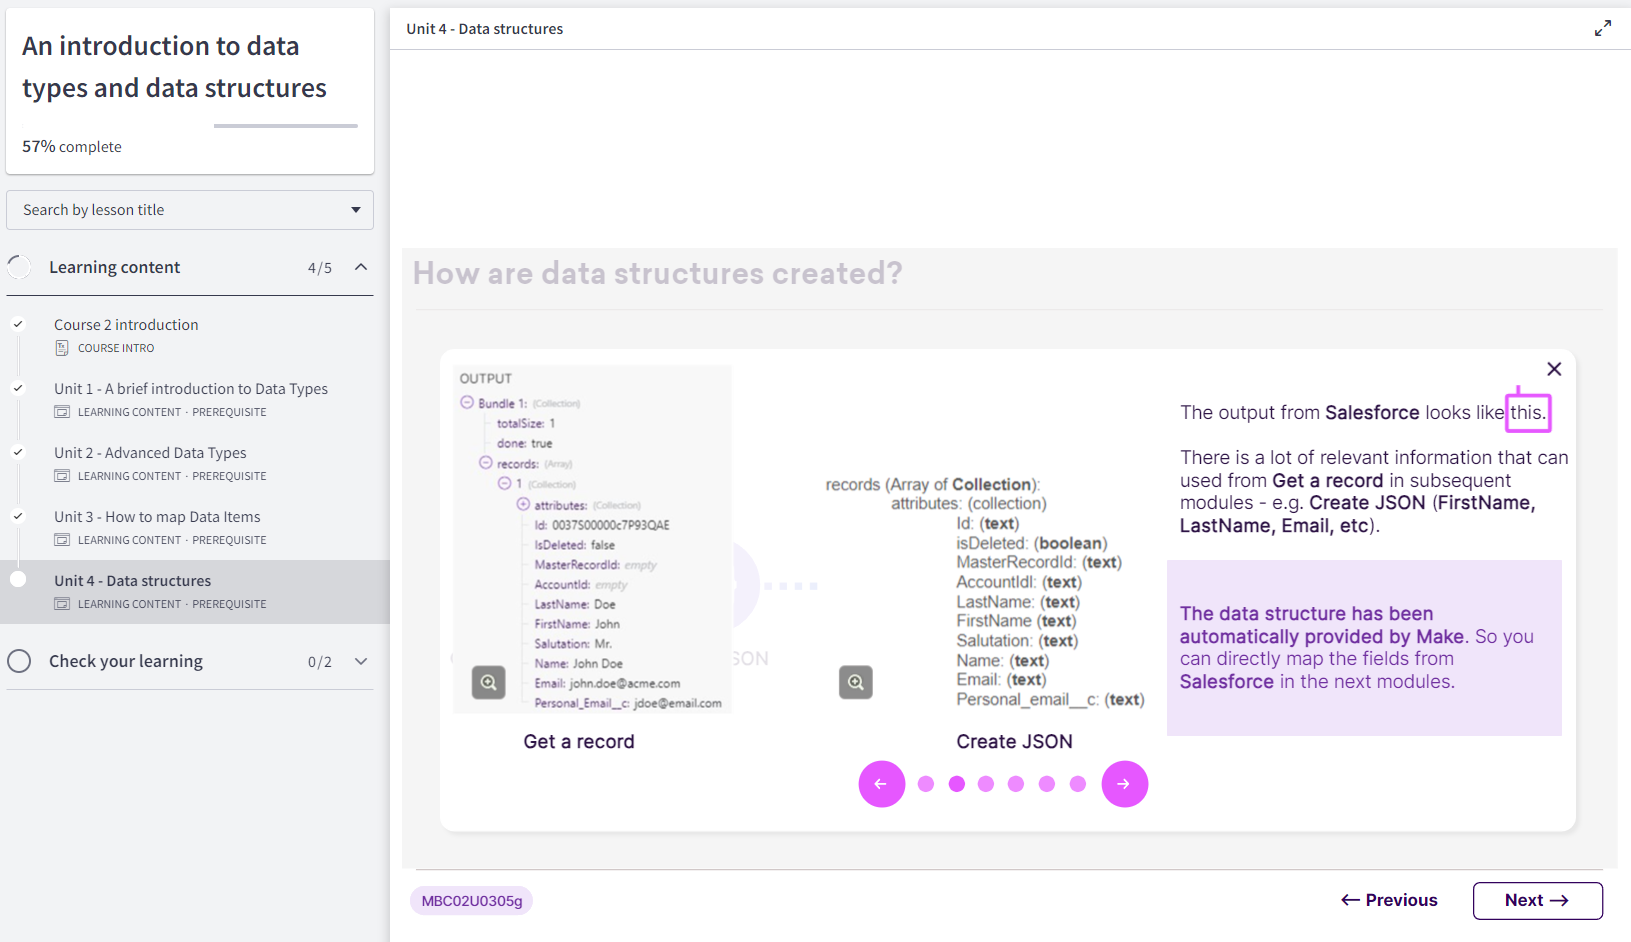 An introduction to data
types and data structures
57% complete
Search by lesson title
Learning content
4/5
Course 2 introduction
COURSE INTRO
Unit 1 - A brief introduction to Data Types
LEARNING CONTENT · PREREQUISITE
Unit 2 - Advanced Data Types
LEARNING CONTENT · PREREQUISITE
Unit 3 - How to map Data Items
LEARNING CONTENT · PREREQUISITE
Unit 4 - Data structures
LEARNING CONTENT · PREREQUISITE
Check your learning
0/2
Unit 4 - Data structures
How are data structures created?
OUTPUT
Bundle 1: (Collection)
totalSize: 1
done: true
records: (Array)
1 (Collection)
attributes: (Collection)
Id: 0037S00000c7P93QAE
IsDeleted: false
MasterRecordId: empty
AccountId: empty
LastName: Doe
FirstName: John
Salutation: Mr.
Name: John Doe
Email: john.doe@acme.com
Personal_Email__c: jdoe@email.com
Get a record
records (Array of Collection):
attributes: (collection)
Id: (text)
isDeleted: (boolean)
MasterRecordId: (text)
AccountIdl: (text)
LastName: (text)
FirstName (text)
Salutation: (text)
Name: (text)
Email: (text)
Personal_email__c: (text)
Create JSON
The output from Salesforce looks like this.
There is a lot of relevant information that can
used from Get a record in subsequent
modules - e.g. Create JSON (FirstName,
LastName, Email, etc).
The data structure has been
automatically provided by Make. So you
can directly map the fields from
Salesforce in the next modules.
MBC02U0305g
← Previous
Next →